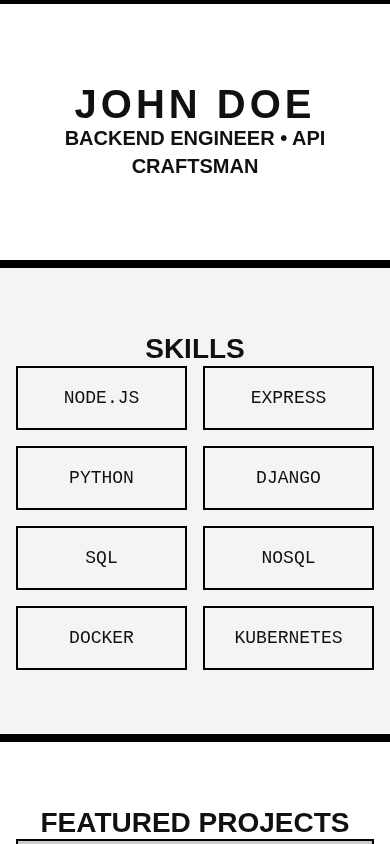 JOHN DOE
BACKEND ENGINEER • API
CRAFTSMAN
SKILLS
NODE.JS
EXPRESS
PYTHON
DJANGO
SQL
NOSQL
DOCKER
KUBERNETES
FEATURED PROJECTS